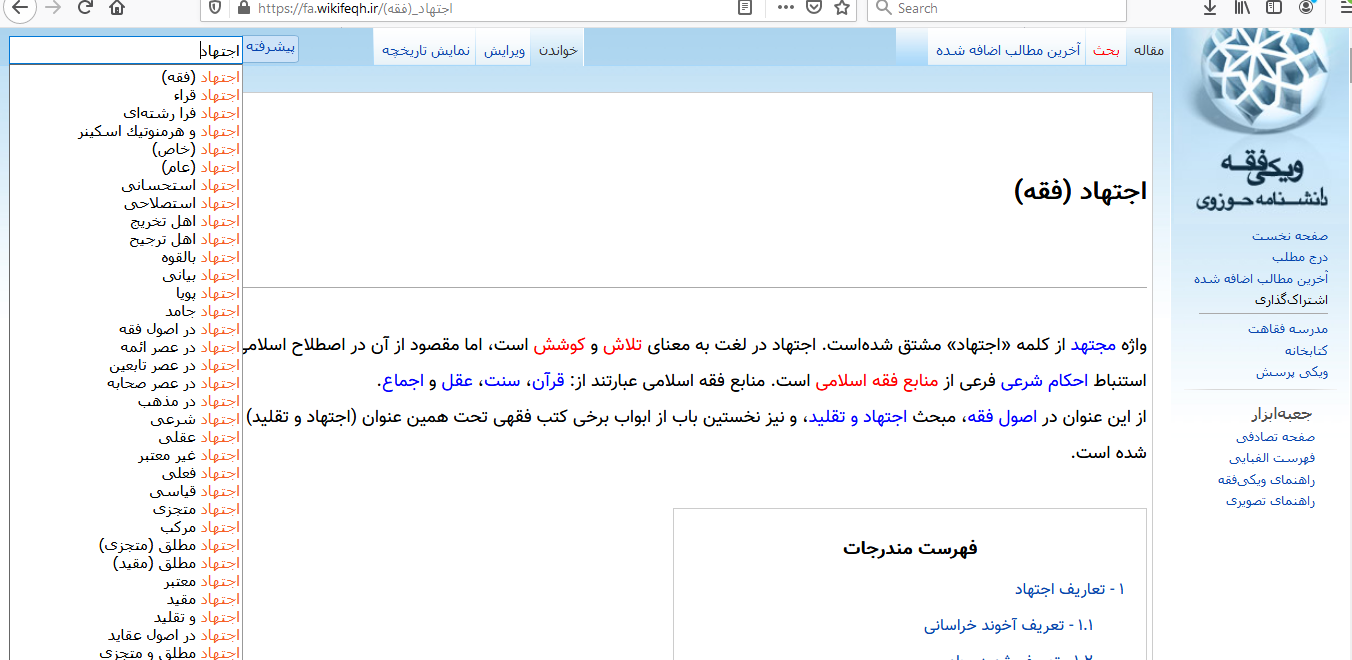 https://fa.wikifeqh.ir/اجتهاد_(فقه)
Search
مقاله
بحث
آخرین مطالب اضافه شده
خواندن
ویرایش
نمایش تاریخچه
پیشرفته
اجتهاد
اجتهاد (فقه)
اجتهاد قراء
اجتهاد فرا رشته‌ای
اجتهاد و هرمنوتیك اسکینر
اجتهاد (خاص)
اجتهاد (عام)
اجتهاد استحسانی
اجتهاد استصلاحی
اجتهاد اهل تخریج
اجتهاد اهل ترجیح
اجتهاد بالقوه
اجتهاد بیانی
اجتهاد پویا
اجتهاد جامد
اجتهاد در اصول فقه
اجتهاد در عصر ائمه
اجتهاد در عصر تابعین
اجتهاد در عصر صحابه
اجتهاد در مذهب
اجتهاد شرعی
اجتهاد عقلی
اجتهاد غیر معتبر
اجتهاد فعلی
اجتهاد قیاسی
اجتهاد متجزی
اجتهاد مرکب
اجتهاد مطلق (متجزی)
اجتهاد مطلق (مقید)
اجتهاد معتبر
اجتهاد مقید
اجتهاد و تقلید
اجتهاد در اصول عقاید
اجتهاد مطلق و متجزی
ویکی فقه
دانشنامه حوزوی
صفحه نخست
درج مطلب
آخرین مطالب اضافه شده
اشتراک‌گذاری
مدرسه فقاهت
کتابخانه
ویکی پرسش
جعبه‌ابزار
صفحه تصادفی
فهرست الفبایی
راهنمای ویکی‌فقه
راهنمای تصویری
اجتهاد (فقه)
واژه مجتهد از کلمه «اجتهاد» مشتق شده‌است. اجتهاد در لغت به معنای تلاش و کوشش است، اما مقصود از آن در اصطلاح اسلامی
استنباط احکام شرعی فرعی از منابع فقه اسلامی است. منابع فقه اسلامی عبارتند از: قرآن، سنت، عقل و اجماع.
از این عنوان در اصول فقه، مبحث اجتهاد و تقلید، و نیز نخستین باب از ابواب برخی کتب فقهی تحت همین عنوان (اجتهاد و تقلید)
شده است.
فهرست مندرجات
۱ - تعاریف اجتهاد
۱.۱ - تعریف آخوند خراسانی